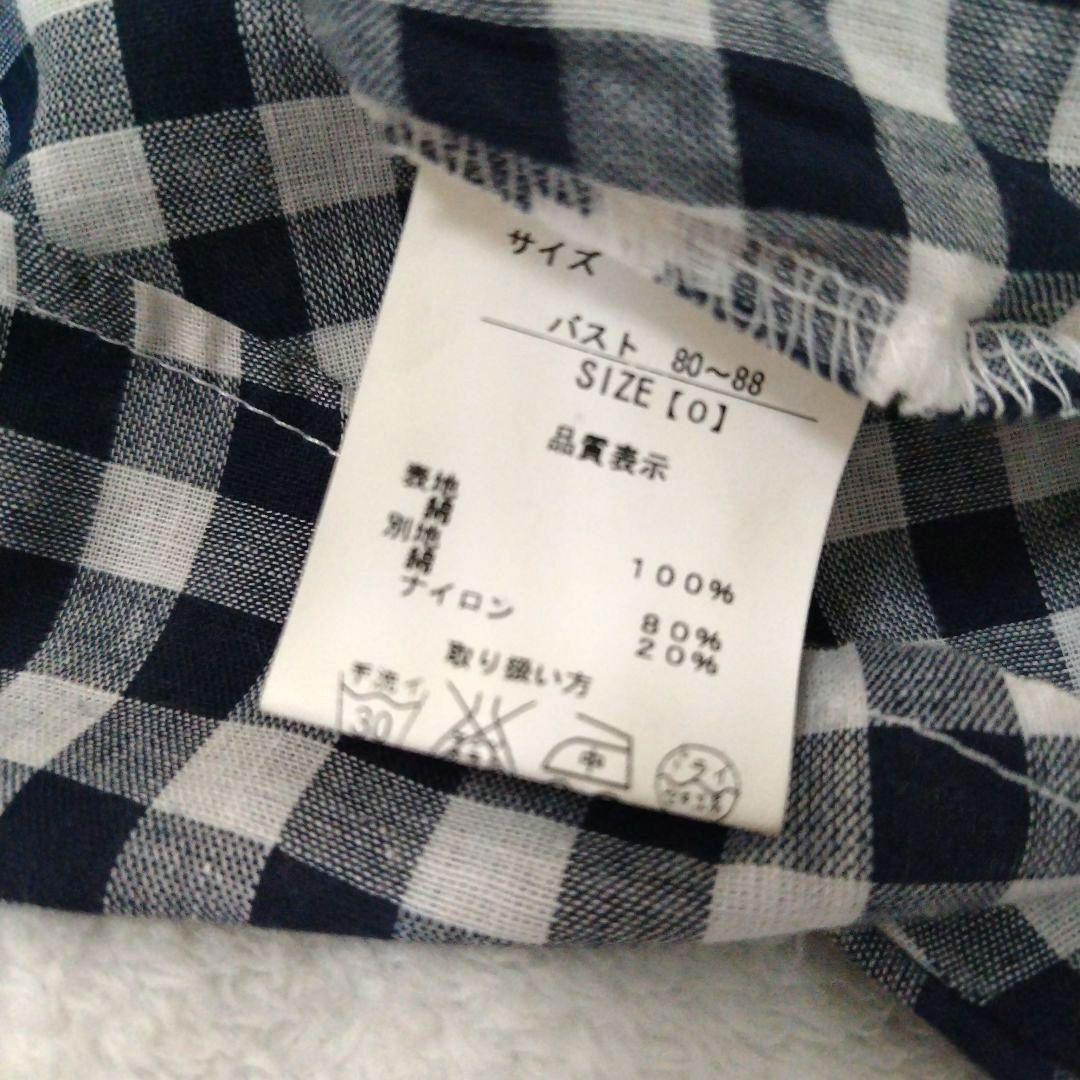 サイズ
バスト 80～88
SIZE【0】
品質表示
表地
綿 100%
別地
綿 80%
ナイロン 20%
取り扱い方
手洗イ
30
中
ドライ